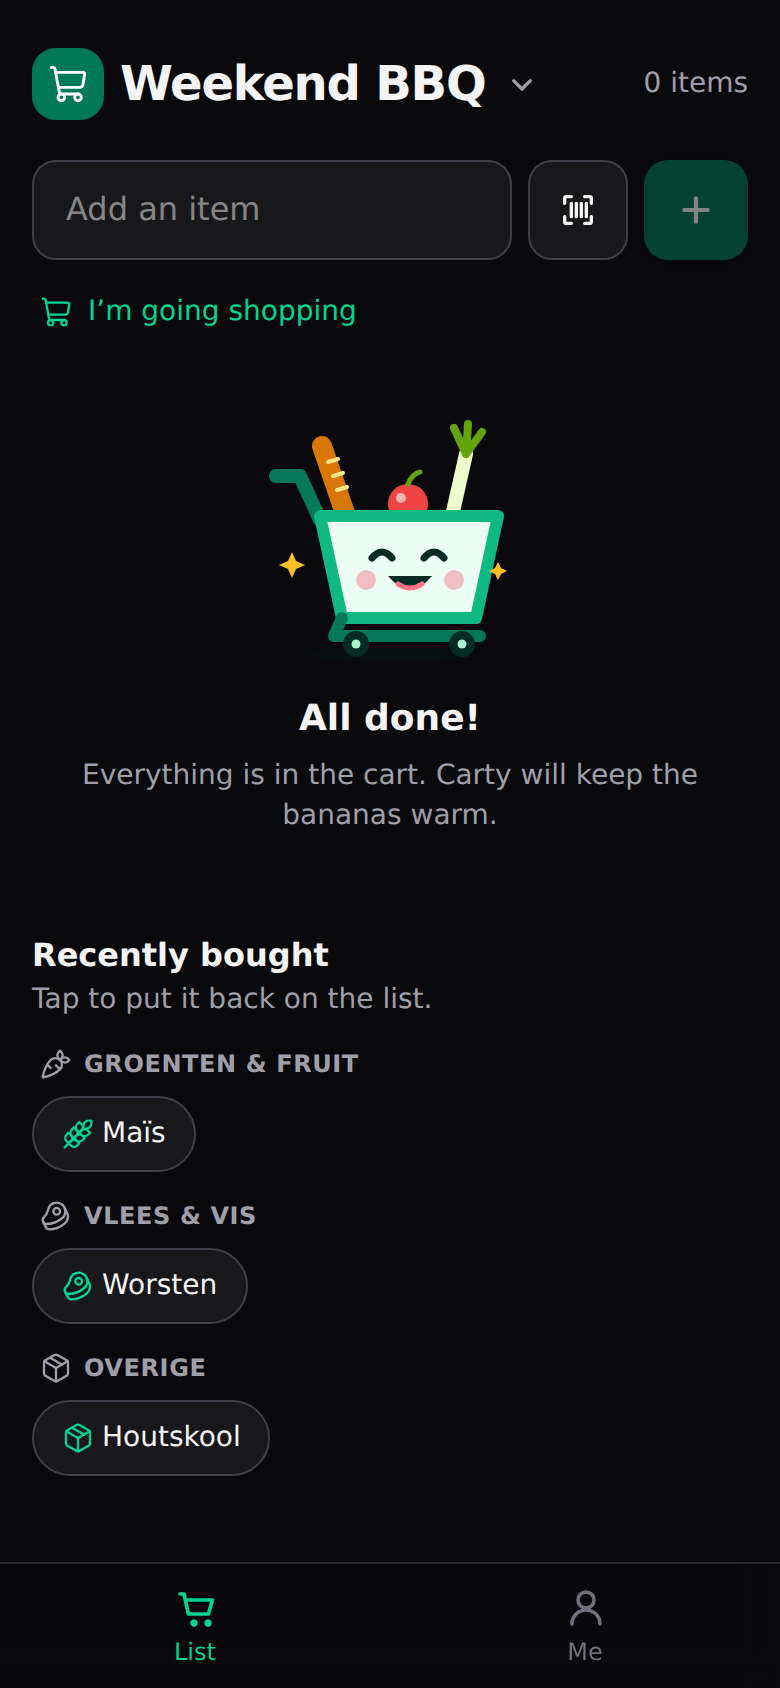 Weekend BBQ
0 items
Add an item
I’m going shopping
All done!
Everything is in the cart. Carty will keep the
bananas warm.
Recently bought
Tap to put it back on the list.
GROENTEN & FRUIT
Maïs
VLEES & VIS
Worsten
OVERIGE
Houtskool
List
Me